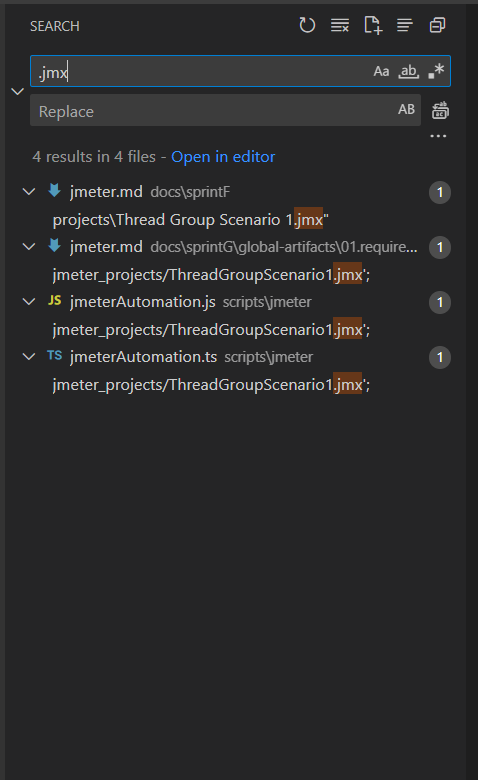 SEARCH
.jmx
Aa ab .*
Replace
AB
4 results in 4 files - Open in editor
jmeter.md docs\sprintF 1
projects\Thread Group Scenario 1.jmx"
jmeter.md docs\sprintG\global-artifacts\01.require... 1
jmeter_projects/ThreadGroupScenario1.jmx';
JS jmeterAutomation.js scripts\jmeter 1
jmeter_projects/ThreadGroupScenario1.jmx';
TS jmeterAutomation.ts scripts\jmeter 1
jmeter_projects/ThreadGroupScenario1.jmx';